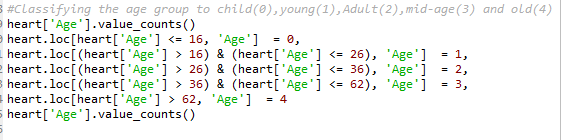 #Classifying the age group to child(0),young(1),Adult(2),mid-age(3) and old(4)
heart['Age'].value_counts()
heart.loc[heart['Age'] <= 16, 'Age']  = 0,
heart.loc[(heart['Age'] > 16) & (heart['Age'] <= 26), 'Age']  = 1,
heart.loc[(heart['Age'] > 26) & (heart['Age'] <= 36), 'Age']  = 2,
heart.loc[(heart['Age'] > 36) & (heart['Age'] <= 62), 'Age']  = 3,
heart.loc[heart['Age'] > 62, 'Age']  = 4
heart['Age'].value_counts()